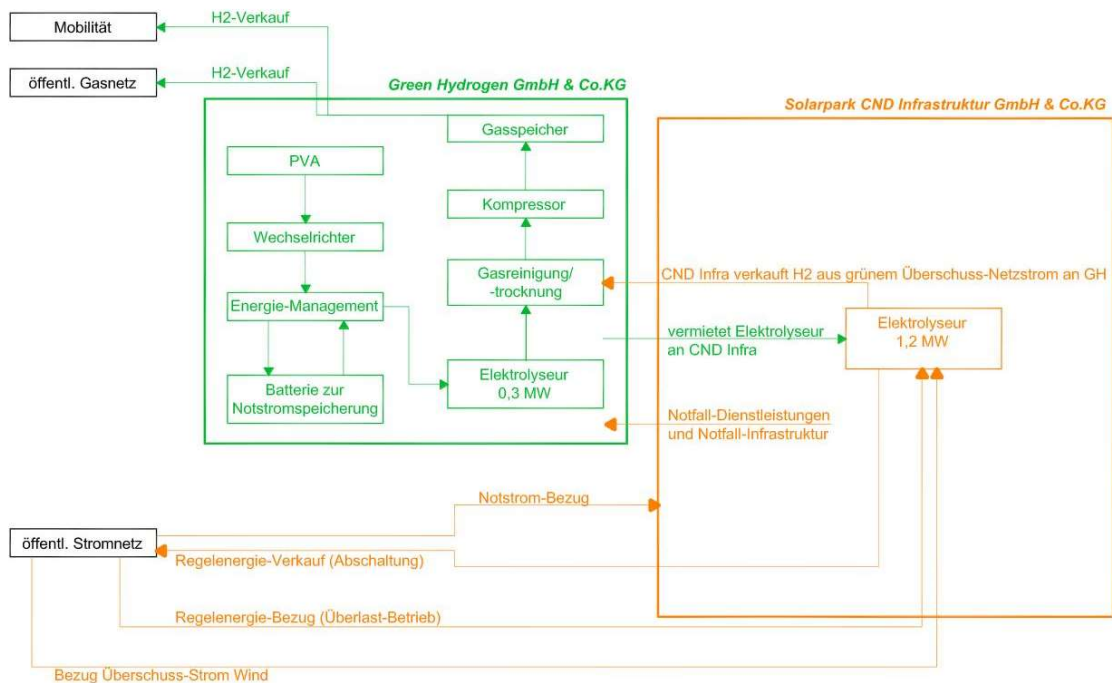 Mobilität
H2-Verkauf
öffentl. Gasnetz
H2-Verkauf
Green Hydrogen GmbH & Co.KG
Solarpark CND Infrastruktur GmbH & Co.KG
Gasspeicher
PVA
Kompressor
Wechselrichter
Gasreinigung/
-trocknung
CND Infra verkauft H2 aus grünem Überschuss-Netzstrom an GH
Energie-Management
Elektrolyseur
1,2 MW
vermietet Elektrolyseur
an CND Infra
Batterie zur
Notstromspeicherung
Elektrolyseur
0,3 MW
Notfall-Dienstleistungen
und Notfall-Infrastruktur
Notstrom-Bezug
öffentl. Stromnetz
Regelenergie-Verkauf (Abschaltung)
Regelenergie-Bezug (Überlast-Betrieb)
Bezug Überschuss-Strom Wind